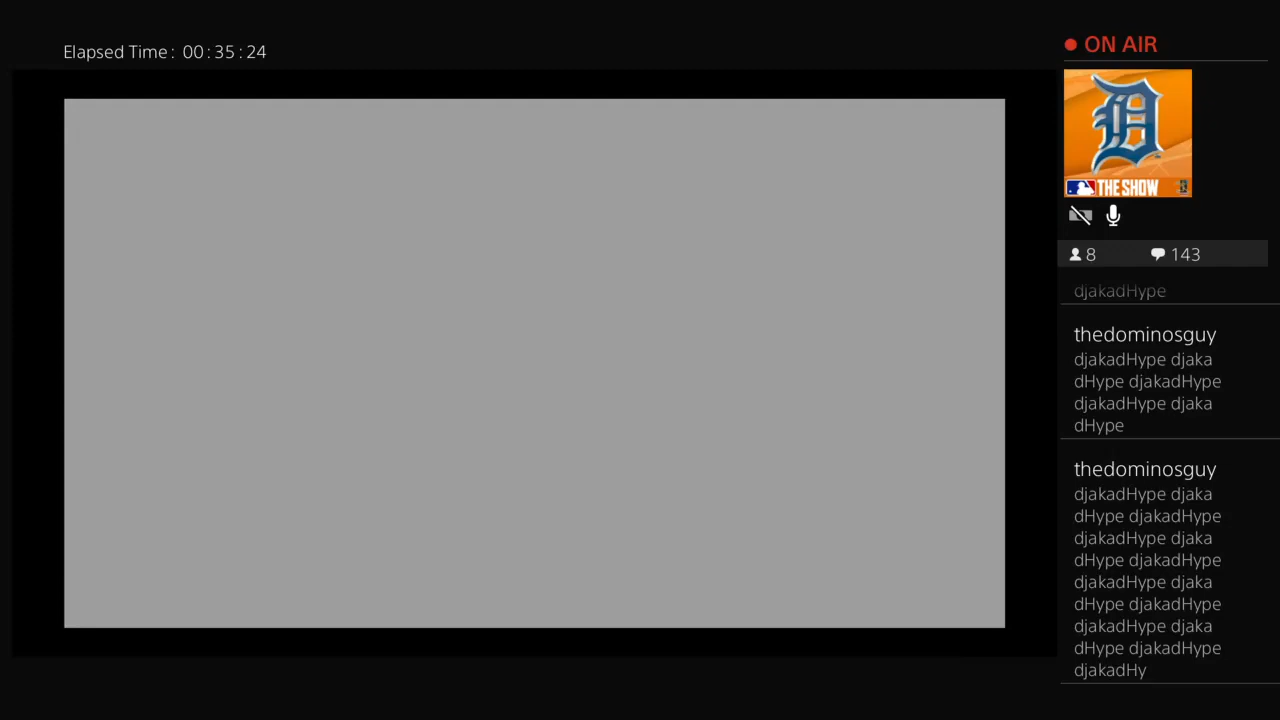 Elapsed Time: 00:35:24
ON AIR
D
THE SHOW
8 143
djakadHype
thedominosguy
djakadHype djaka
dHype djakadHype
djakadHype djaka
dHype
thedominosguy
djakadHype djaka
dHype djakadHype
djakadHype djaka
dHype djakadHype
djakadHype djaka
dHype djakadHype
djakadHype djaka
dHype djakadHype
djakadHy